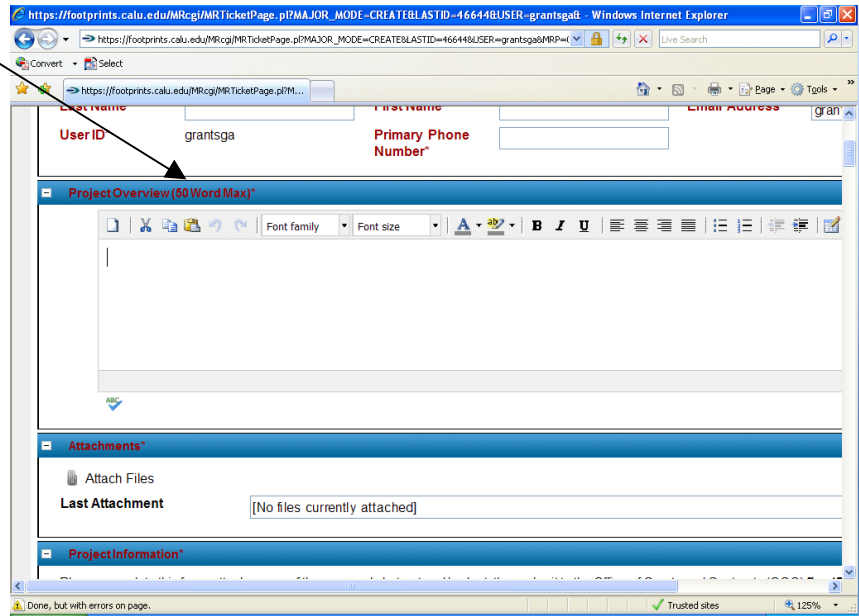 https://footprints.calu.edu/MRcgi/MRTicketPage.pl?MAJOR_MODE=CREATE&LASTID=46644&USER=grantsga& - Windows Internet Explorer
https://footprints.calu.edu/MRcgi/MRTicketPage.pl?MAJOR_MODE=CREATE&LASTID=46644&USER=grantsga&MRP=
Live Search
Convert
Select
https://footprints.calu.edu/MRcgi/MRTicketPage.pl?M...
Page
Tools
Last Name
First Name
Email Address
gran
User ID*
grantsga
Primary Phone
Number*
Project Overview (50 Word Max)*
Font family
Font size
A
ab
B I U
ABC
Attachments*
Attach Files
Last Attachment
[No files currently attached]
Project Information*
Done, but with errors on page.
Trusted sites
125%